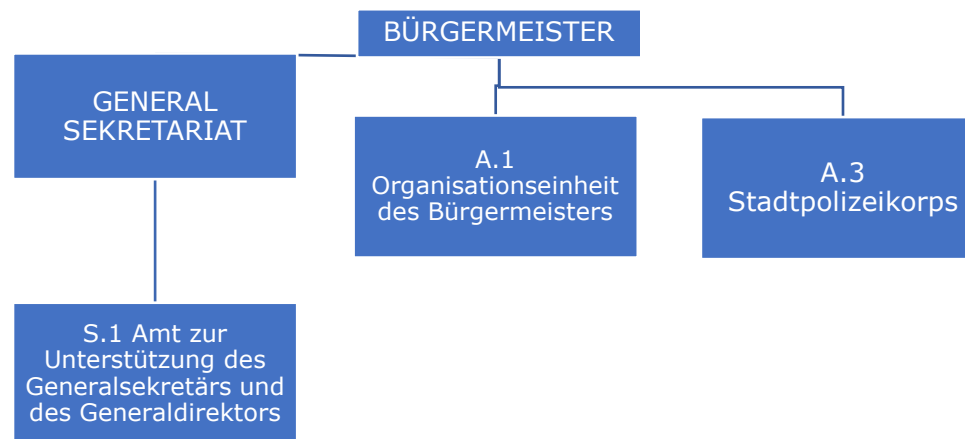 BÜRGERMEISTER
GENERAL
SEKRETARIAT
A.1
Organisationseinheit
des Bürgermeisters
A.3
Stadtpolizeikorps
S.1 Amt zur
Unterstützung des
Generalsekretärs und
des Generaldirektors